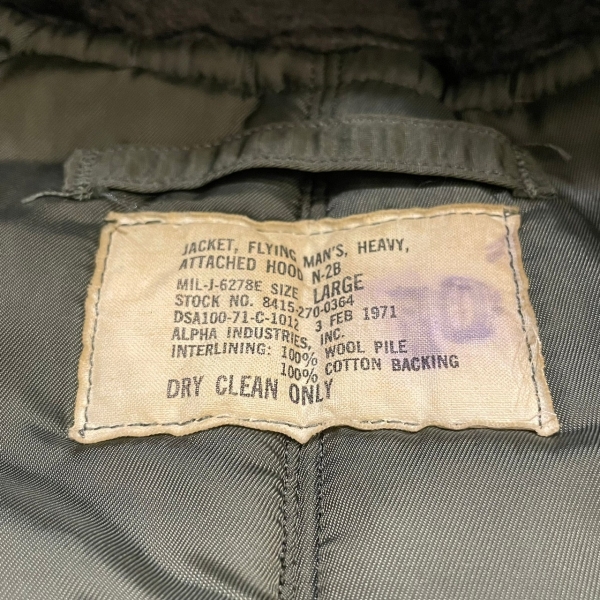 JACKET, FLYING MAN'S, HEAVY,
ATTACHED HOOD N-2B
MIL-J-6278E SIZE LARGE
STOCK NO. 8415-270-0364
DSA100-71-C-1012 3 FEB 1971
ALPHA INDUSTRIES, INC.
INTERLINING: 100% WOOL PILE
100% COTTON BACKING
DRY CLEAN ONLY